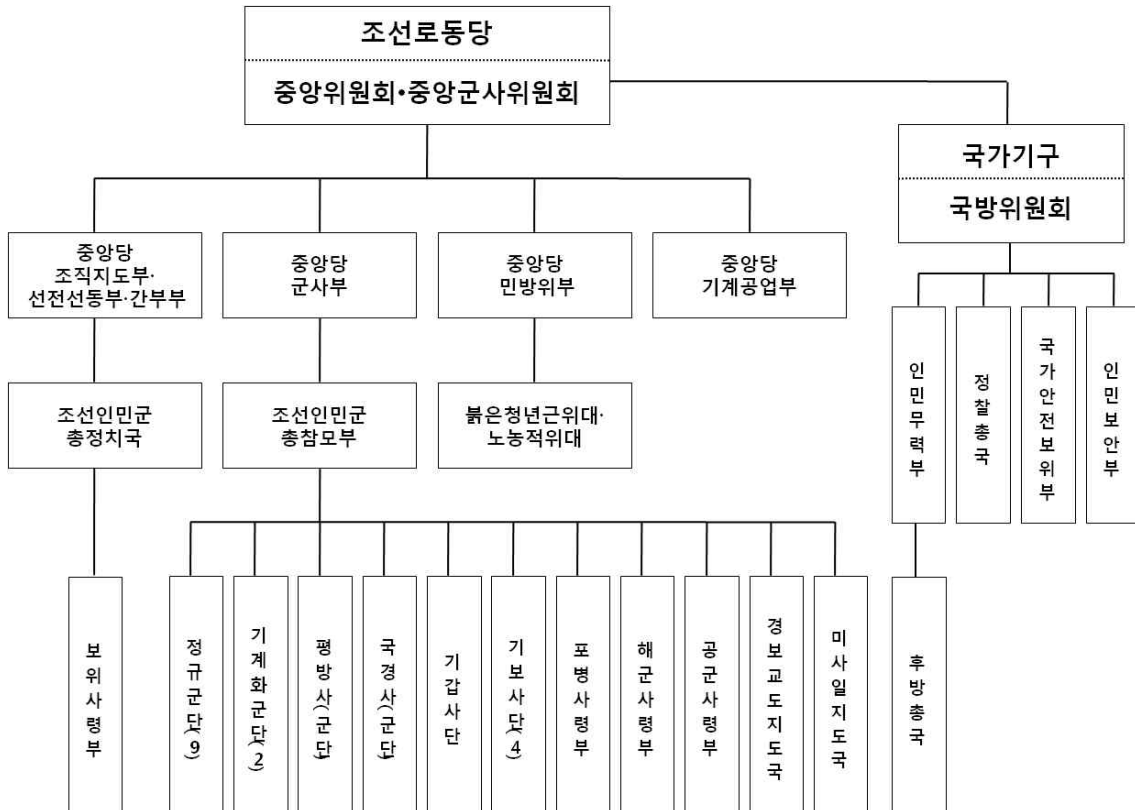 조선로동당
중앙위원회•중앙군사위원회
국가기구
국방위원회
중앙당
조직지도부·
선전선동부·간부부
중앙당
군사부
중앙당
민방위부
중앙당
기계공업부
조선인민군
총정치국
조선인민군
총참모부
붉은청년근위대·
노농적위대
인민무력부
정찰총국
국가안전보위부
인민보안부
보위사령부
정규군단(9)
기계화군단(2)
평방사(군단)
국경사(군단)
기갑사단
기보사단(4)
포병사령부
해군사령부
공군사령부
경보교도지도국
미사일지도국
후방총국